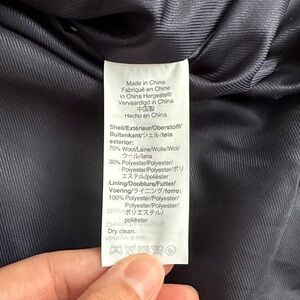 Made in China
Fabriqué en Chine
in China Hergestellt
Vervaardigd in China
中国製
Hecho en China
Shell/Extérieur/Oberstoff/
Buitenkant/シェル/tela
exterior:
70% Wool/Laine/Wolle/Wol/
ウール/lana
30% Polyester/Polyester/
Polyester/Polyester/ポリ
エステル/poliéster
Lining/Doublure/Futter/
Voering/ライニング/forro:
100% Polyester/Polyester/
Polyester/Polyester/
ポリエステル/
poliéster
Dry clean.